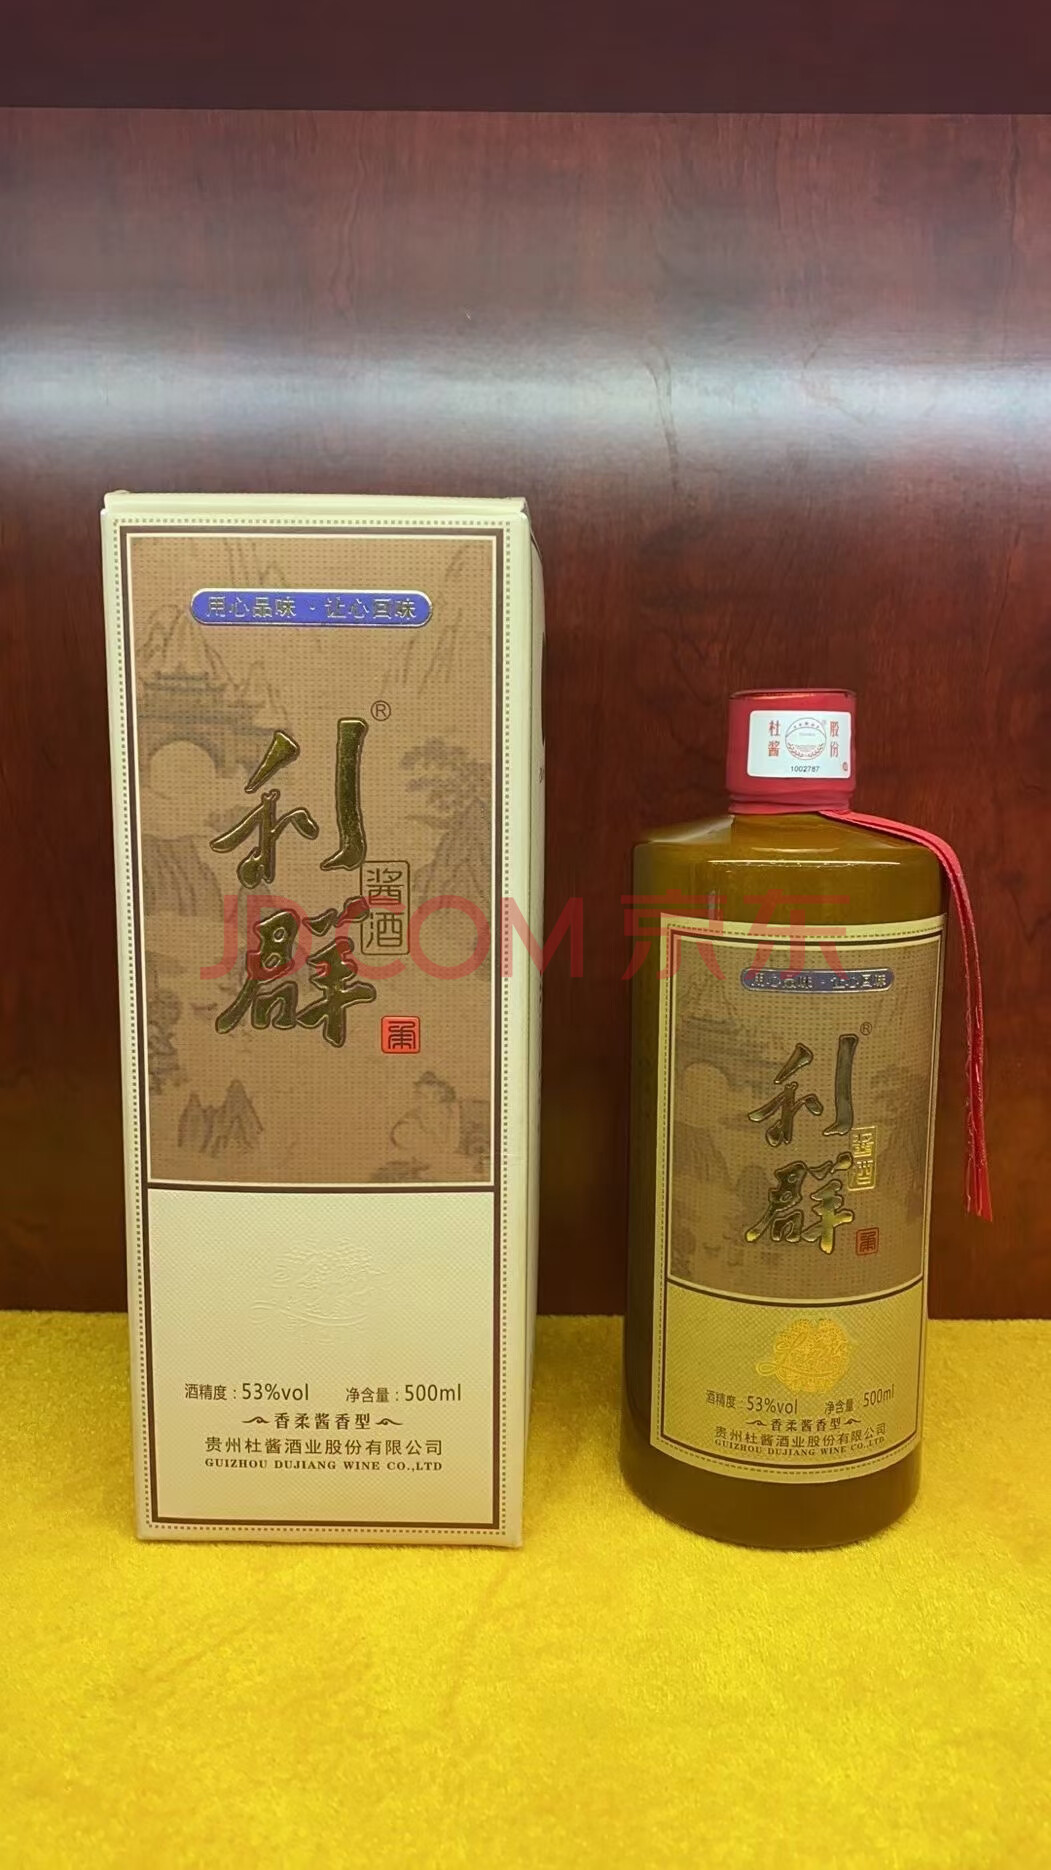 用心品味·让心回味
利群®
酱酒
酒精度：53%vol 净含量：500ml
香柔酱香型
贵州杜酱酒业股份有限公司
GUIZHOU DUJIANG WINE CO.,LTD
杜酱 股份
1002787
用心品味·让心回味
利群®
酱酒
酒精度：53%vol 净含量：500ml
香柔酱香型
贵州杜酱酒业股份有限公司
GUIZHOU DUJIANG WINE CO.,LTD
JD.COM 京东